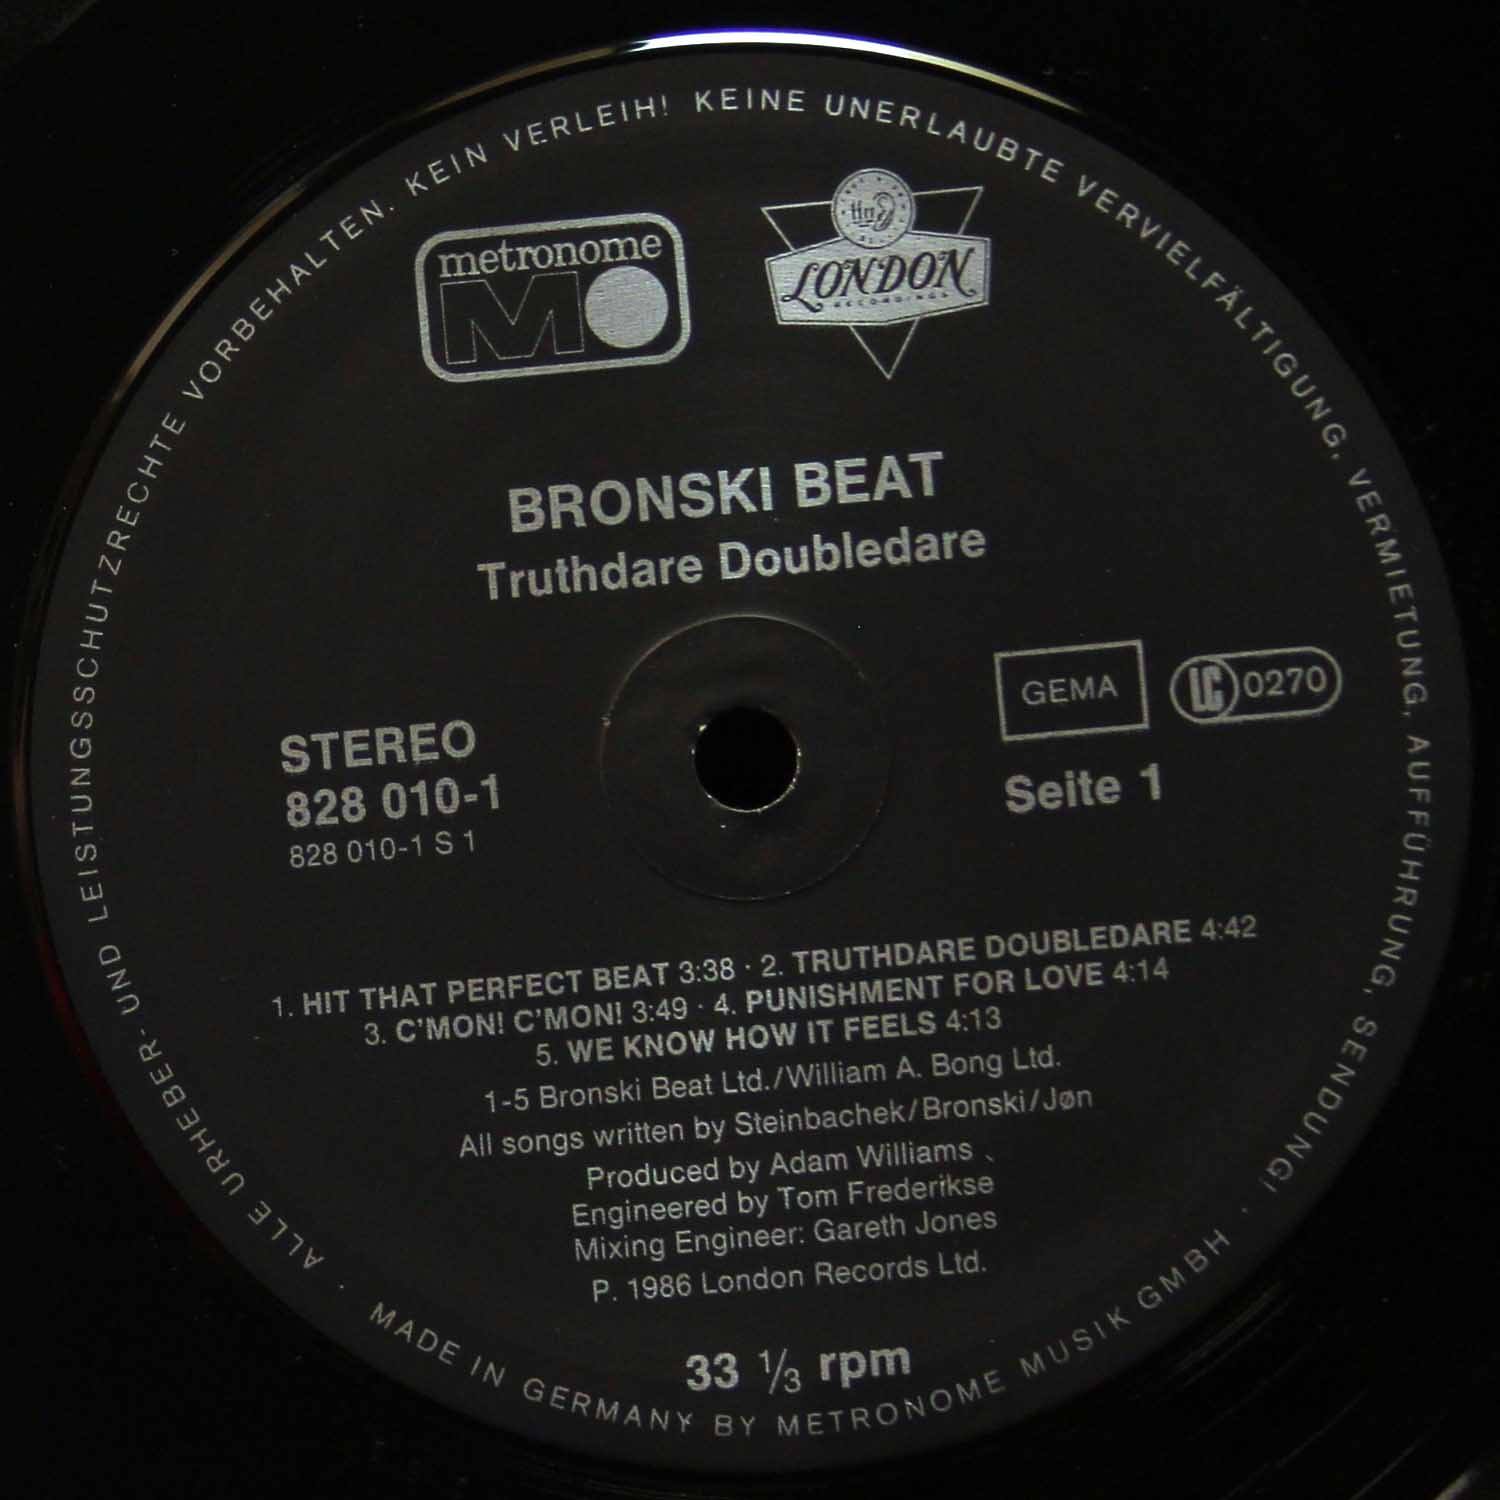 ALLE URHEBER- UND LEISTUNGSSCHUTZRECHTE VORBEHALTEN. KEIN VERLEIH! KEINE UNERLAUBTE VERVIELFÄLTIGUNG, VERMIETUNG, AUFFÜHRUNG, SENDUNG!
metronome
MO
LONDON
RECORDINGS
BRONSKI BEAT
Truthdare Doubledare
GEMA
LC 0270
STEREO
828 010-1
828 010-1 S 1
Seite 1
1. HIT THAT PERFECT BEAT 3:38 · 2. TRUTHDARE DOUBLEDARE 4:42
3. C'MON! C'MON! 3:49 · 4. PUNISHMENT FOR LOVE 4:14
5. WE KNOW HOW IT FEELS 4:13
1-5 Bronski Beat Ltd./William A. Bong Ltd.
All songs written by Steinbachek/Bronski/Jøn
Produced by Adam Williams
Engineered by Tom Frederikse
Mixing Engineer: Gareth Jones
P. 1986 London Records Ltd.
33 1/3 rpm
· MADE IN GERMANY BY METRONOME MUSIK GMBH ·